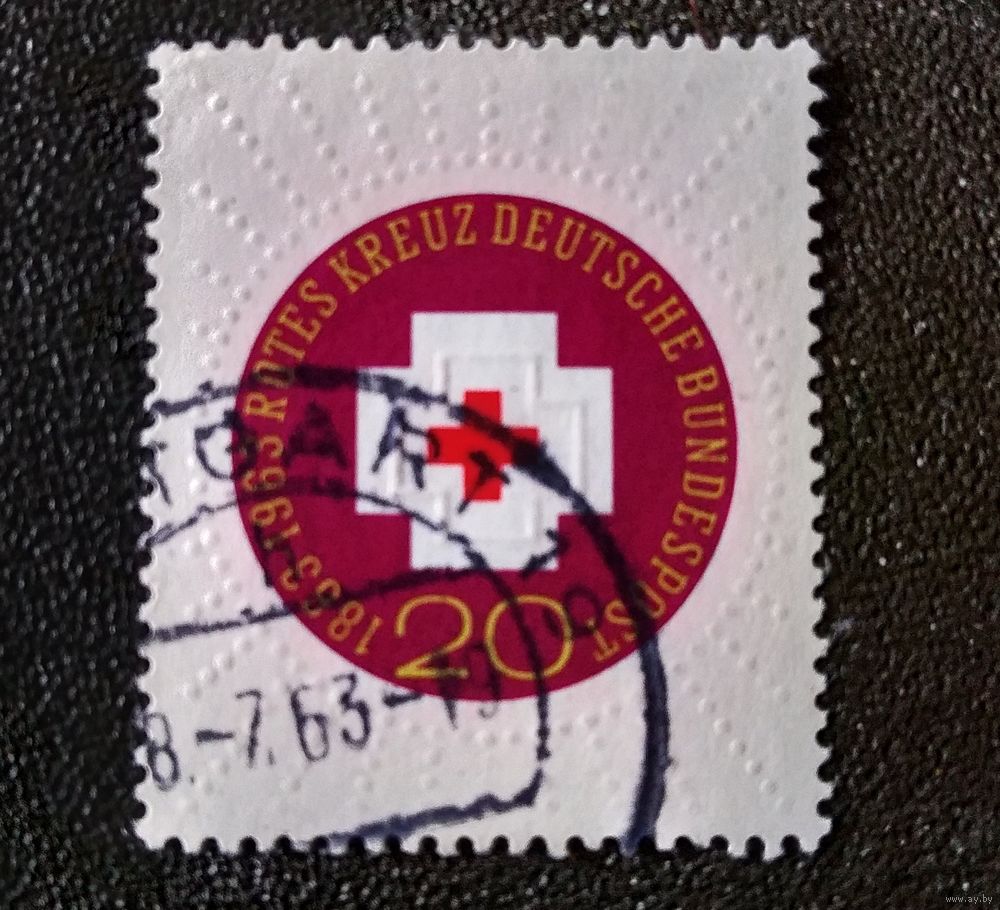 1863-1963 ROTES KREUZ DEUTSCHE BUNDESPOST
20
8.-7.63-19
www.ay.by